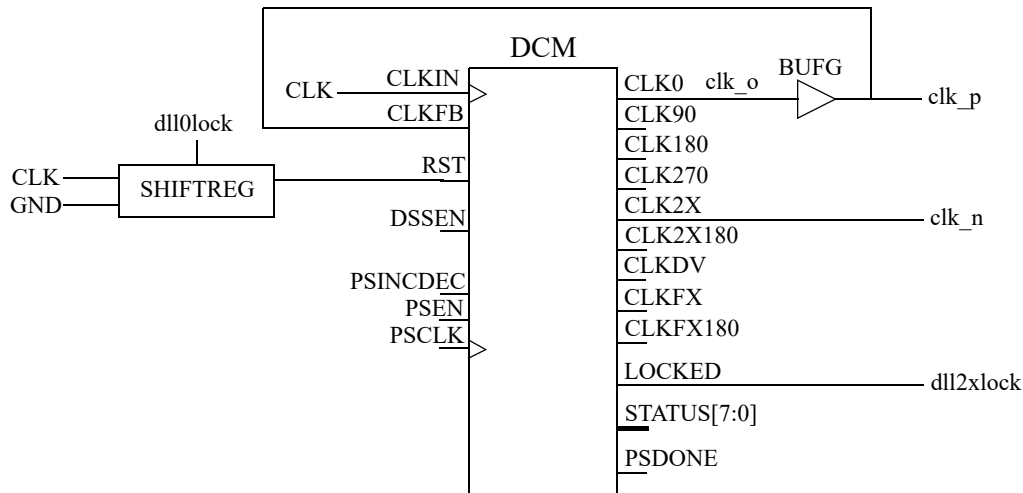 DCM
CLK
CLKIN
CLKFB
dll0lock
CLK
GND
SHIFTREG
RST
DSSEN
PSINCDEC
PSEN
PSCLK
CLK0
clk_o
BUFG
clk_p
CLK90
CLK180
CLK270
CLK2X
clk_n
CLK2X180
CLKDV
CLKFX
CLKFX180
LOCKED
dll2xlock
STATUS[7:0]
PSDONE